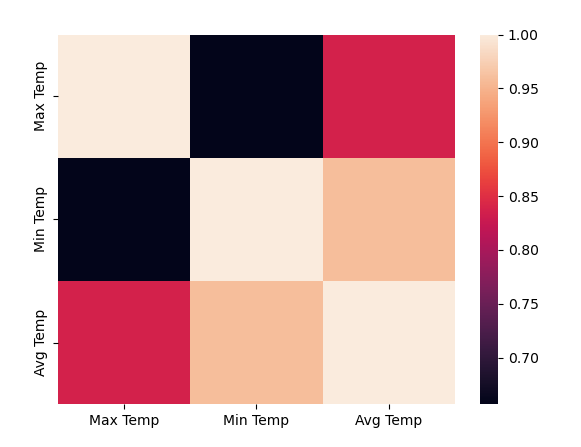 Max Temp
Min Temp
Avg Temp
Max Temp
Min Temp
Avg Temp
1.00
0.95
0.90
0.85
0.80
0.75
0.70